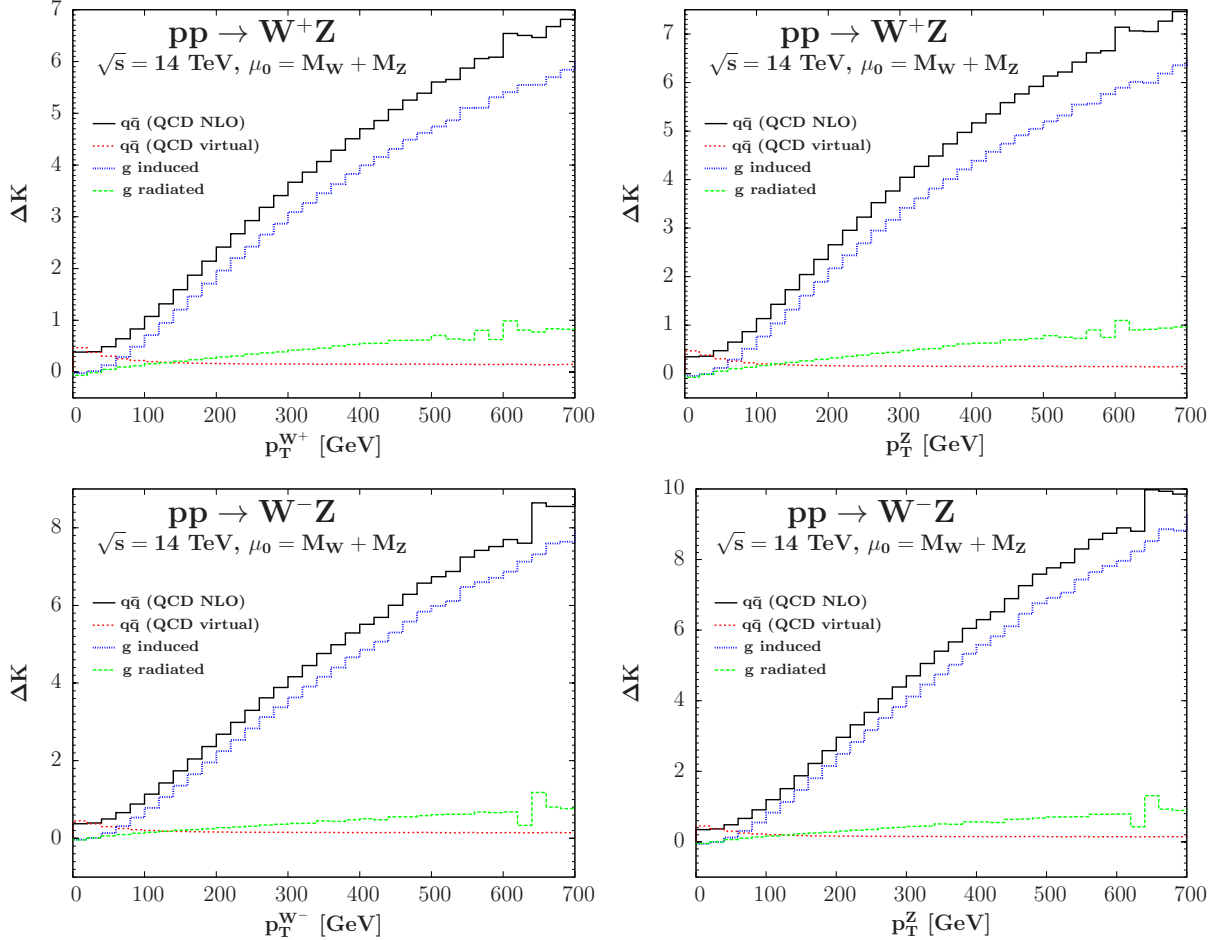 pp → W⁺Z
√s = 14 TeV, μ₀ = M_W + M_Z
q̄q (QCD NLO)
q̄q (QCD virtual)
g induced
g radiated
ΔK
7
6
5
4
3
2
1
0
0 100 200 300 400 500 600 700
p_T^{W⁺} [GeV]
pp → W⁺Z
√s = 14 TeV, μ₀ = M_W + M_Z
qq̄ (QCD NLO)
qq̄ (QCD virtual)
g induced
g radiated
ΔK
7
6
5
4
3
2
1
0
0 100 200 300 400 500 600 700
p_T^Z [GeV]
pp → W⁻Z
√s = 14 TeV, μ₀ = M_W + M_Z
qq̄ (QCD NLO)
qq̄ (QCD virtual)
g induced
g radiated
ΔK
8
6
4
2
0
0 100 200 300 400 500 600 700
p_T^{W⁻} [GeV]
pp → W⁻Z
√s = 14 TeV, μ₀ = M_W + M_Z
qq̄ (QCD NLO)
qq̄ (QCD virtual)
g induced
g radiated
ΔK
10
8
6
4
2
0
0 100 200 300 400 500 600 700
p_T^Z [GeV]